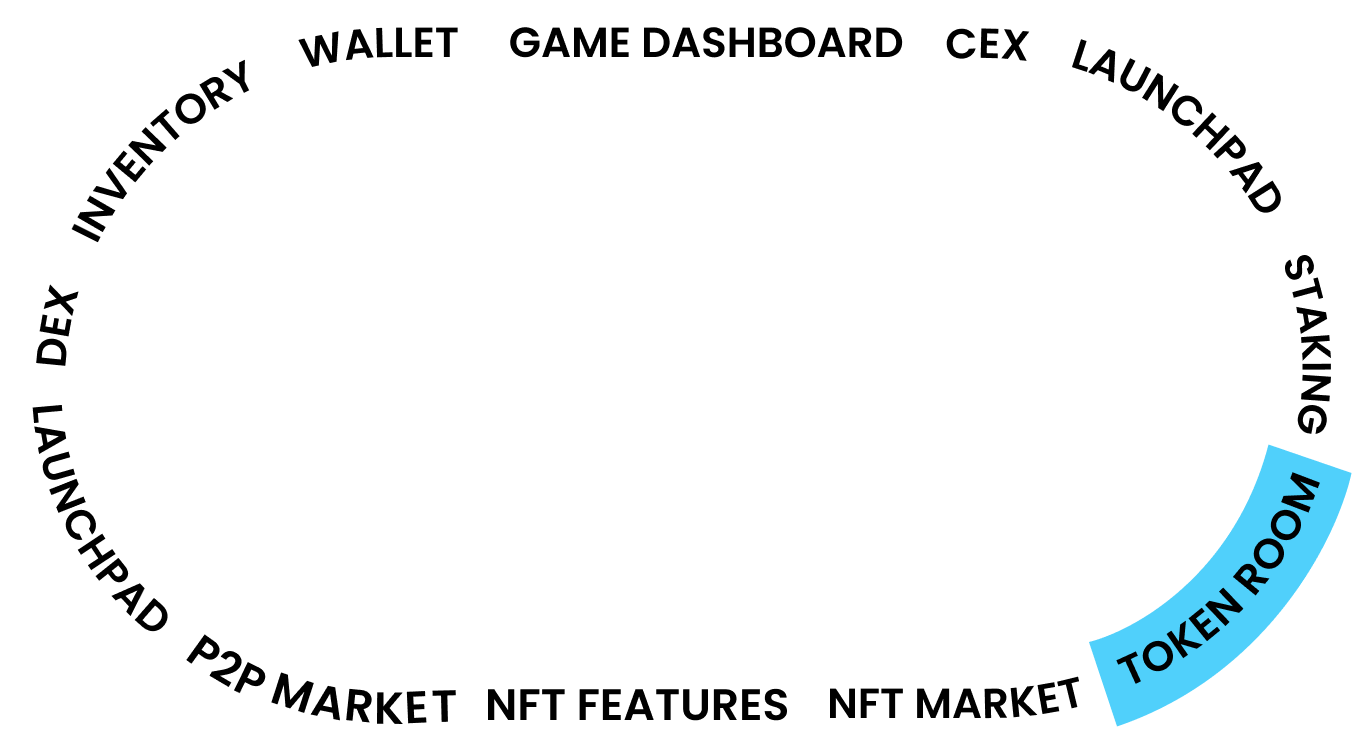 WALLET
GAME DASHBOARD
CEX
LAUNCHPAD
STAKING
TOKEN ROOM
NFT MARKET
NFT FEATURES
P2P MARKET
LAUNCHPAD
DEX
INVENTORY